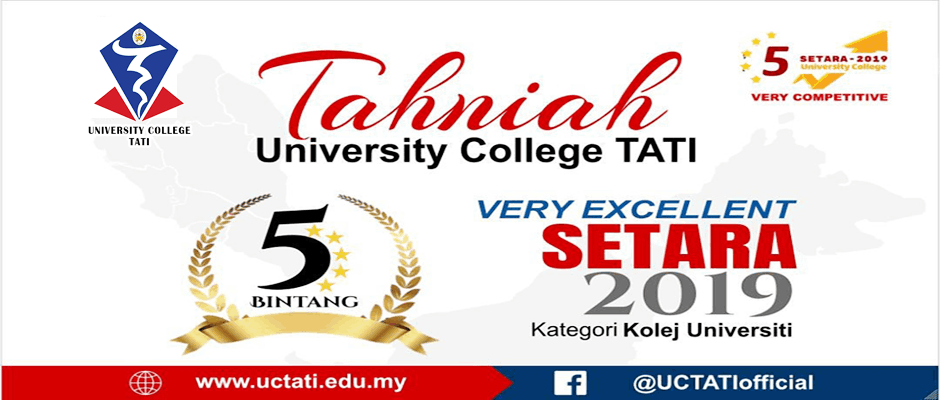 UNIVERSITY COLLEGE
TATI
Tahniah
University College TATI
5
SETARA - 2019
University College
VERY COMPETITIVE
5
BINTANG
VERY EXCELLENT
SETARA
2019
Kategori Kolej Universiti
www.uctati.edu.my
@UCTATIofficial